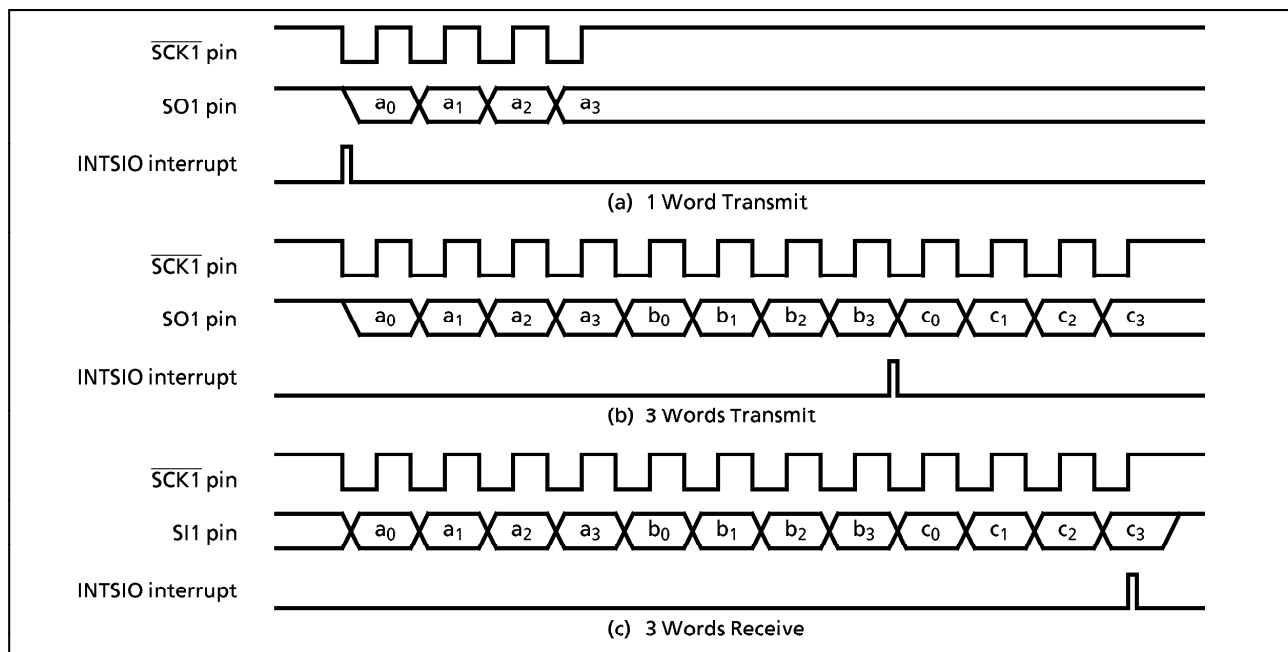 SCK1 pin
SO1 pin
a0 a1 a2 a3
INTSIO interrupt
(a) 1 Word Transmit
SCK1 pin
SO1 pin
a0 a1 a2 a3 b0 b1 b2 b3 c0 c1 c2 c3
INTSIO interrupt
(b) 3 Words Transmit
SCK1 pin
SI1 pin
a0 a1 a2 a3 b0 b1 b2 b3 c0 c1 c2 c3
INTSIO interrupt
(c) 3 Words Receive